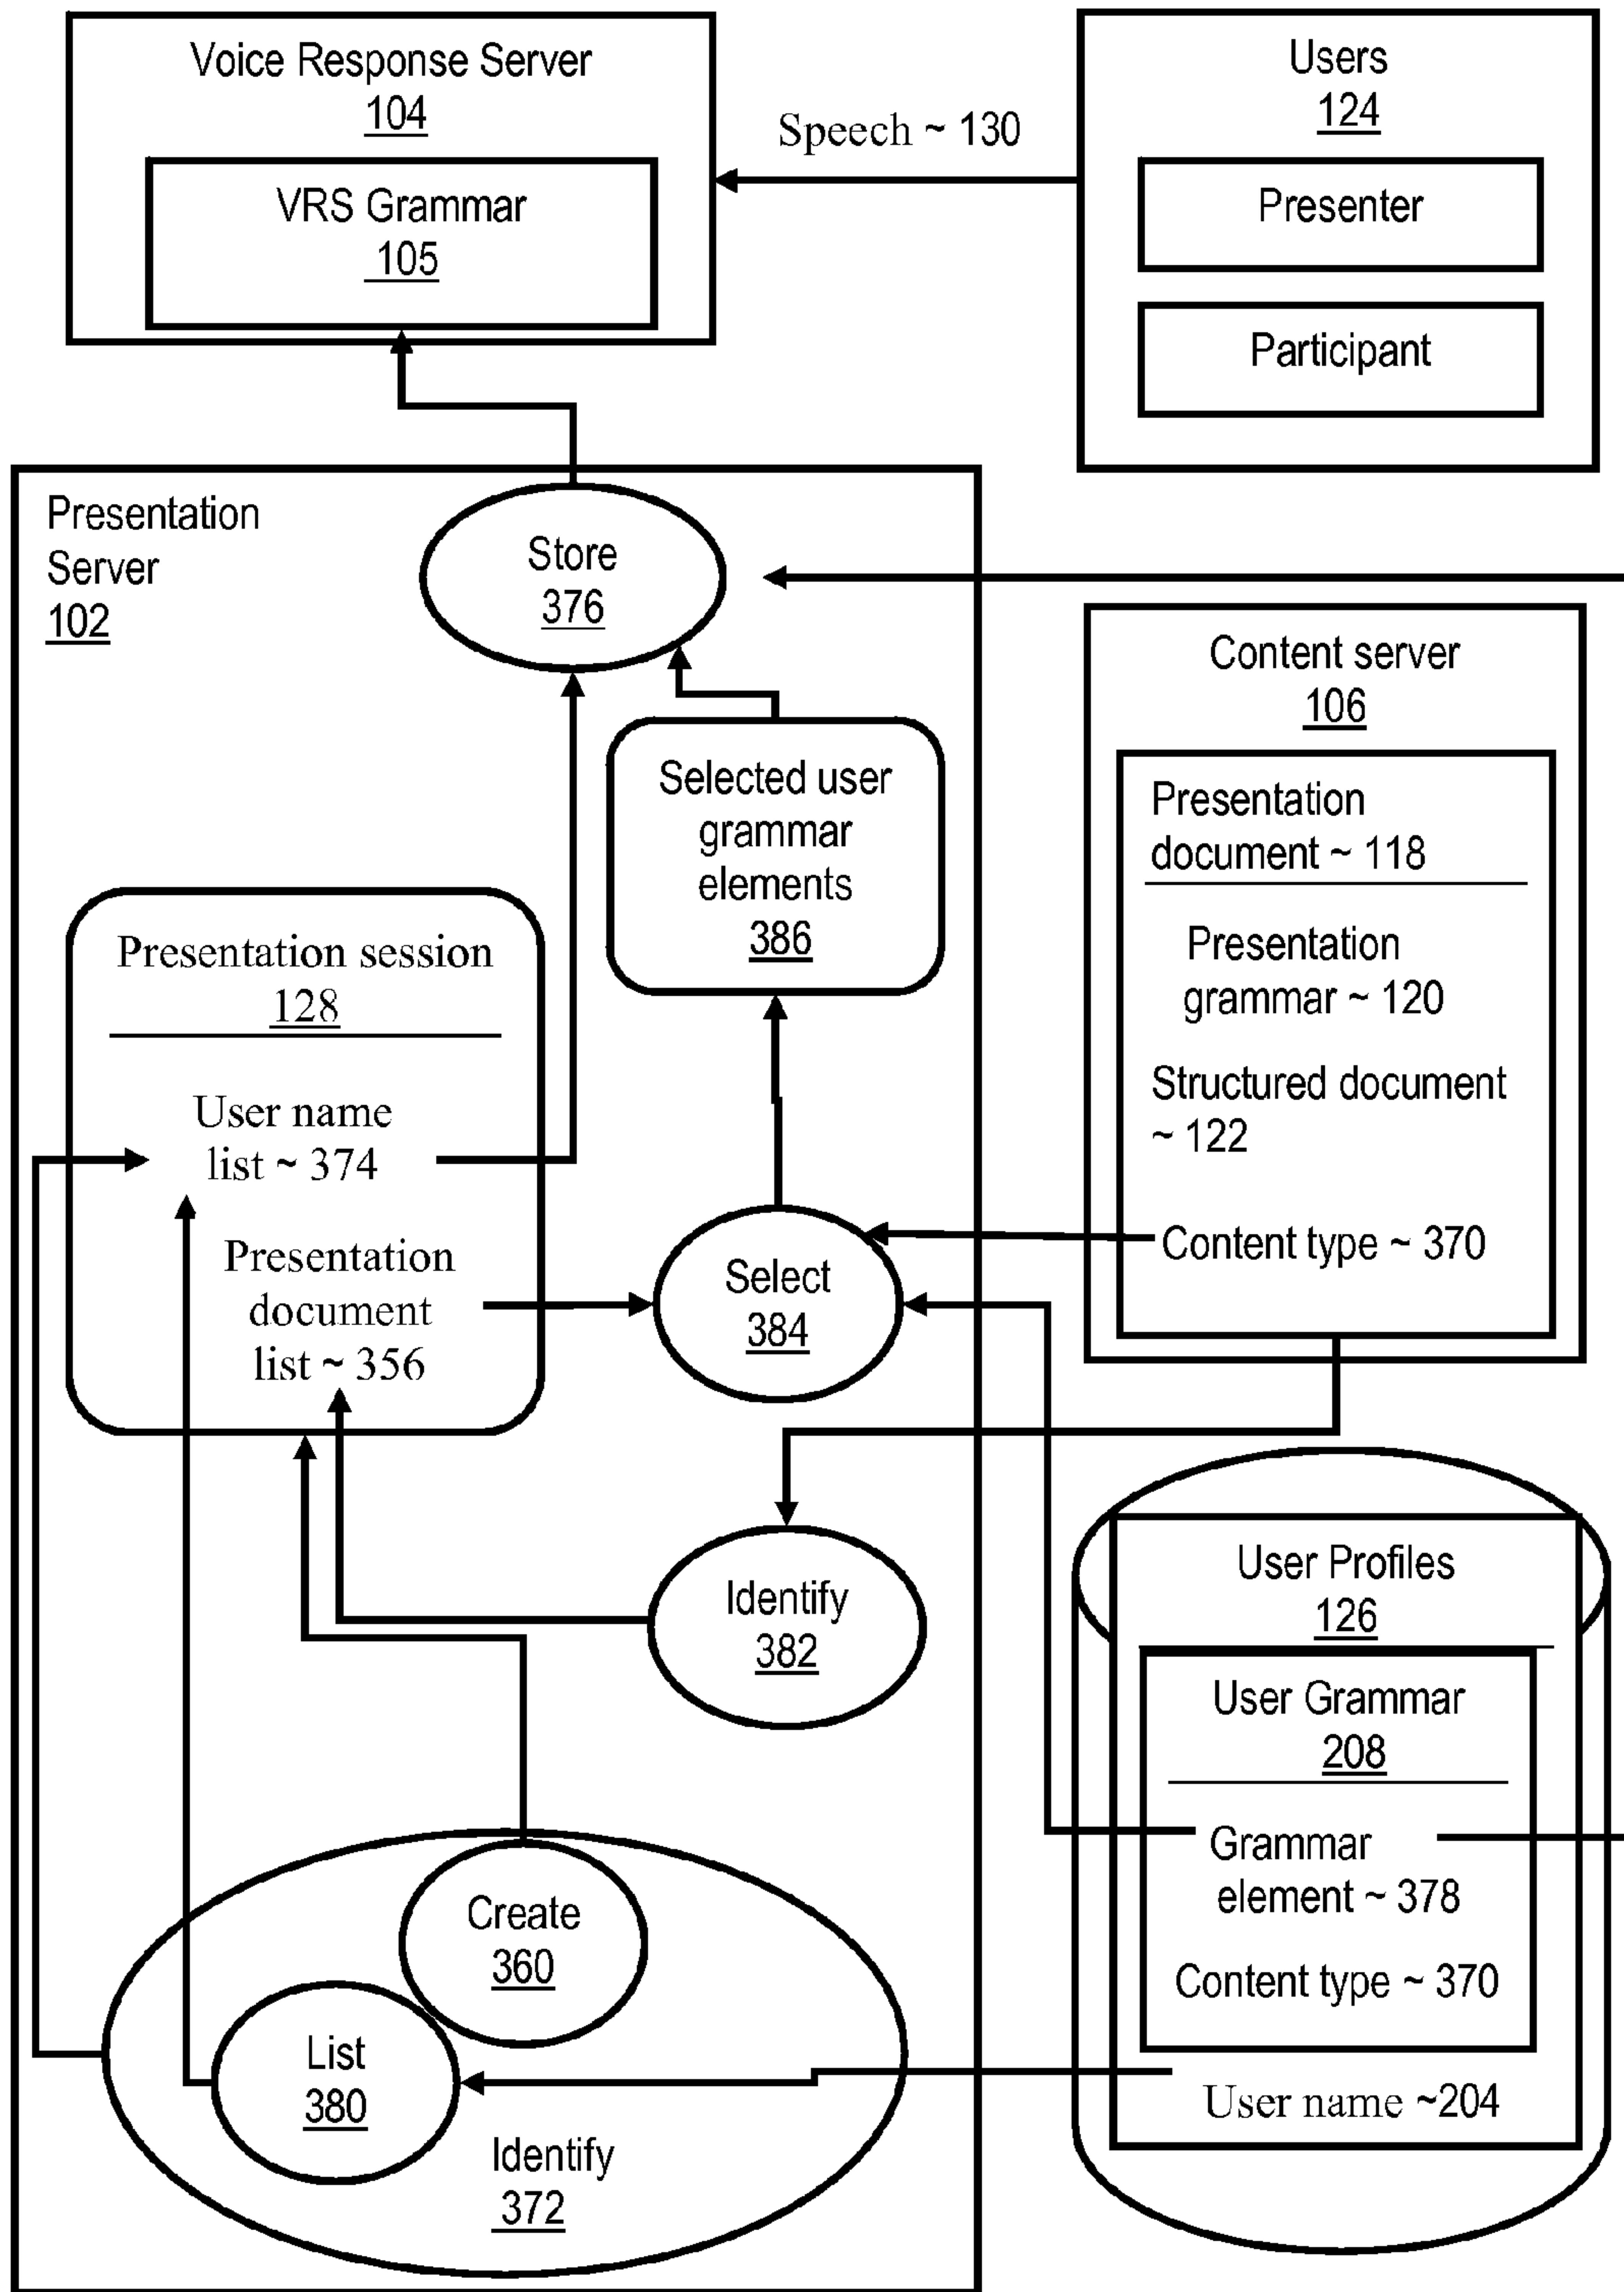 Voice Response Server
104
VRS Grammar
105
Speech ~ 130
Users
124
Presenter
Participant
Presentation
Server
102
Store
376
Selected user
grammar
elements
386
Presentation session
128
User name
list ~ 374
Presentation
document
list ~ 356
Select
384
Identify
382
Create
360
List
380
Identify
372
Content server
106
Presentation
document ~ 118
Presentation
grammar ~ 120
Structured document
~ 122
Content type ~ 370
User Profiles
126
User Grammar
208
Grammar
element ~ 378
Content type ~ 370
User name ~204